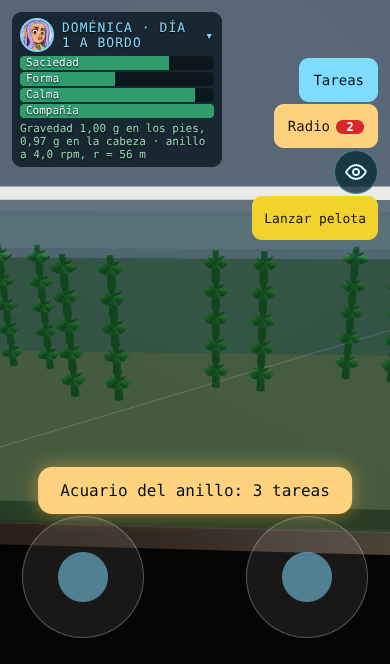 DOMÉNICA · DÍA
1 A BORDO
▾
Saciedad
Forma
Calma
Compañía
Gravedad 1,00 g en los pies,
0,97 g en la cabeza · anillo
a 4,0 rpm, r = 56 m
Tareas
Radio 2
Lanzar pelota
Acuario del anillo: 3 tareas